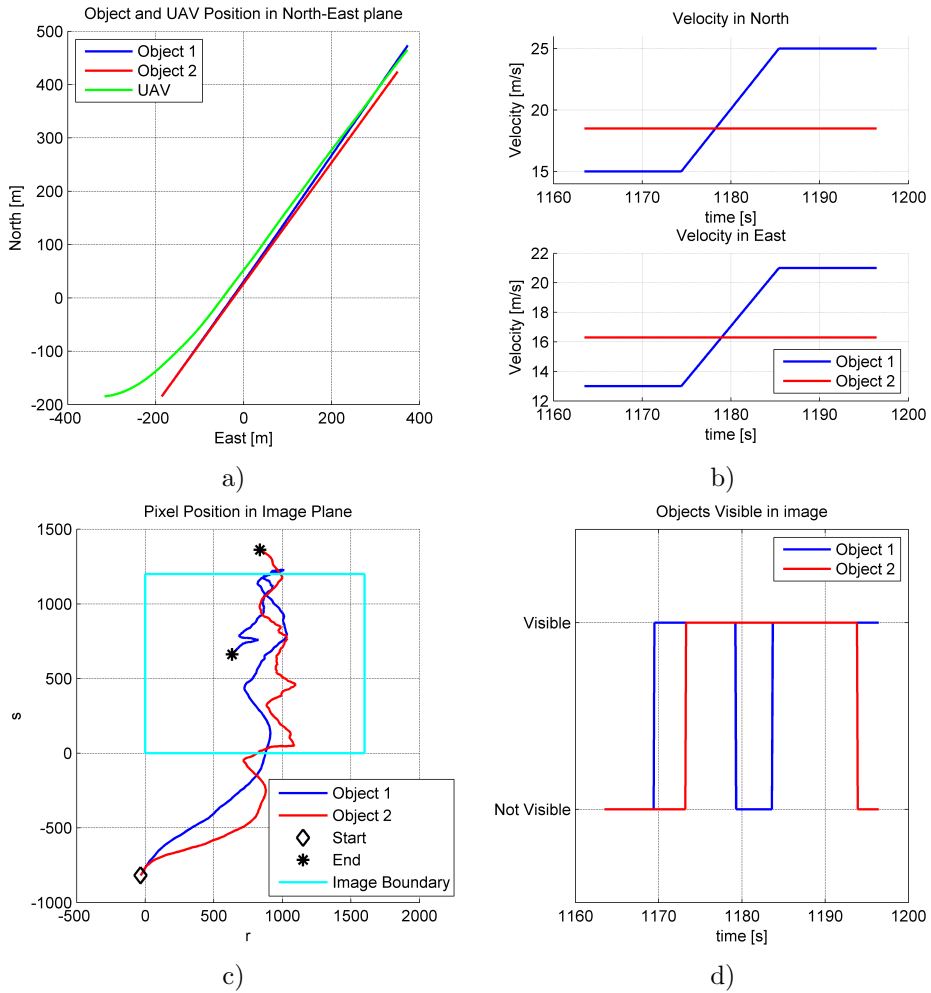 Object and UAV Position in North-East plane
500
400
300
200
100
0
-100
-200
-400
-200
0
200
400
North [m]
East [m]
Object 1
Object 2
UAV
a)
Velocity in North
25
20
15
1160
1170
1180
1190
1200
Velocity [m/s]
time [s]
Velocity in East
22
20
18
16
14
12
1160
1170
1180
1190
1200
Velocity [m/s]
time [s]
Object 1
Object 2
b)
Pixel Position in Image Plane
1500
1000
500
0
-500
-1000
-500
0
500
1000
1500
2000
s
r
Object 1
Object 2
Start
End
Image Boundary
c)
Objects Visible in image
Visible
Not Visible
1160
1170
1180
1190
1200
time [s]
Object 1
Object 2
d)